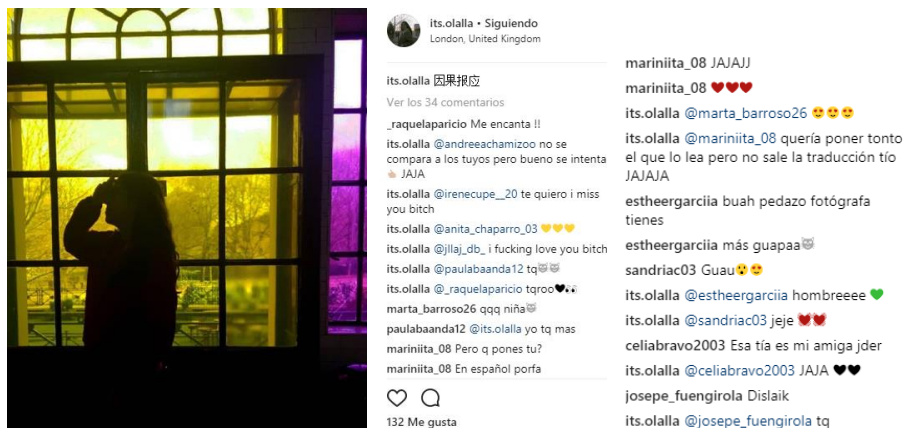 its.olalla • Siguiendo
London, United Kingdom
its.olalla 因果报应
Ver los 34 comentarios
_raquelaparicio Me encanta !!
its.olalla @andreeachamizoo no se
compara a los tuyos pero bueno se intenta
👆🏻 JAJA
its.olalla @irenecupe__20 te quiero i miss
you bitch
its.olalla @anita_chaparro_03 💛💛💛
its.olalla @jllaj_db_ i fucking love you bitch
its.olalla @paulabaanda12 tq😻😻
its.olalla @_raquelaparicio tqroo🖤👀
marta_barroso26 qqq niña😻
paulabaanda12 @its.olalla yo tq mas
mariniita_08 Pero q pones tu?
mariniita_08 En español porfa
132 Me gusta
mariniita_08 JAJAJJ
mariniita_08 ❤❤❤
its.olalla @marta_barroso26 😍😍😍
its.olalla @mariniita_08 quería poner tonto
el que lo lea pero no sale la traducción tío
JAJAJA
estheergarciia buah pedazo fotógrafa
tienes
estheergarciia más guapaa😻
sandriac03 Guau😮😍
its.olalla @estheergarciia hombreeee 💚
its.olalla @sandriac03 jeje 💓💓
celiabravo2003 Esa tía es mi amiga jder
its.olalla @celiabravo2003 JAJA 🖤🖤
josepe_fuengirola Dislaik
its.olalla @josepe_fuengirola tq